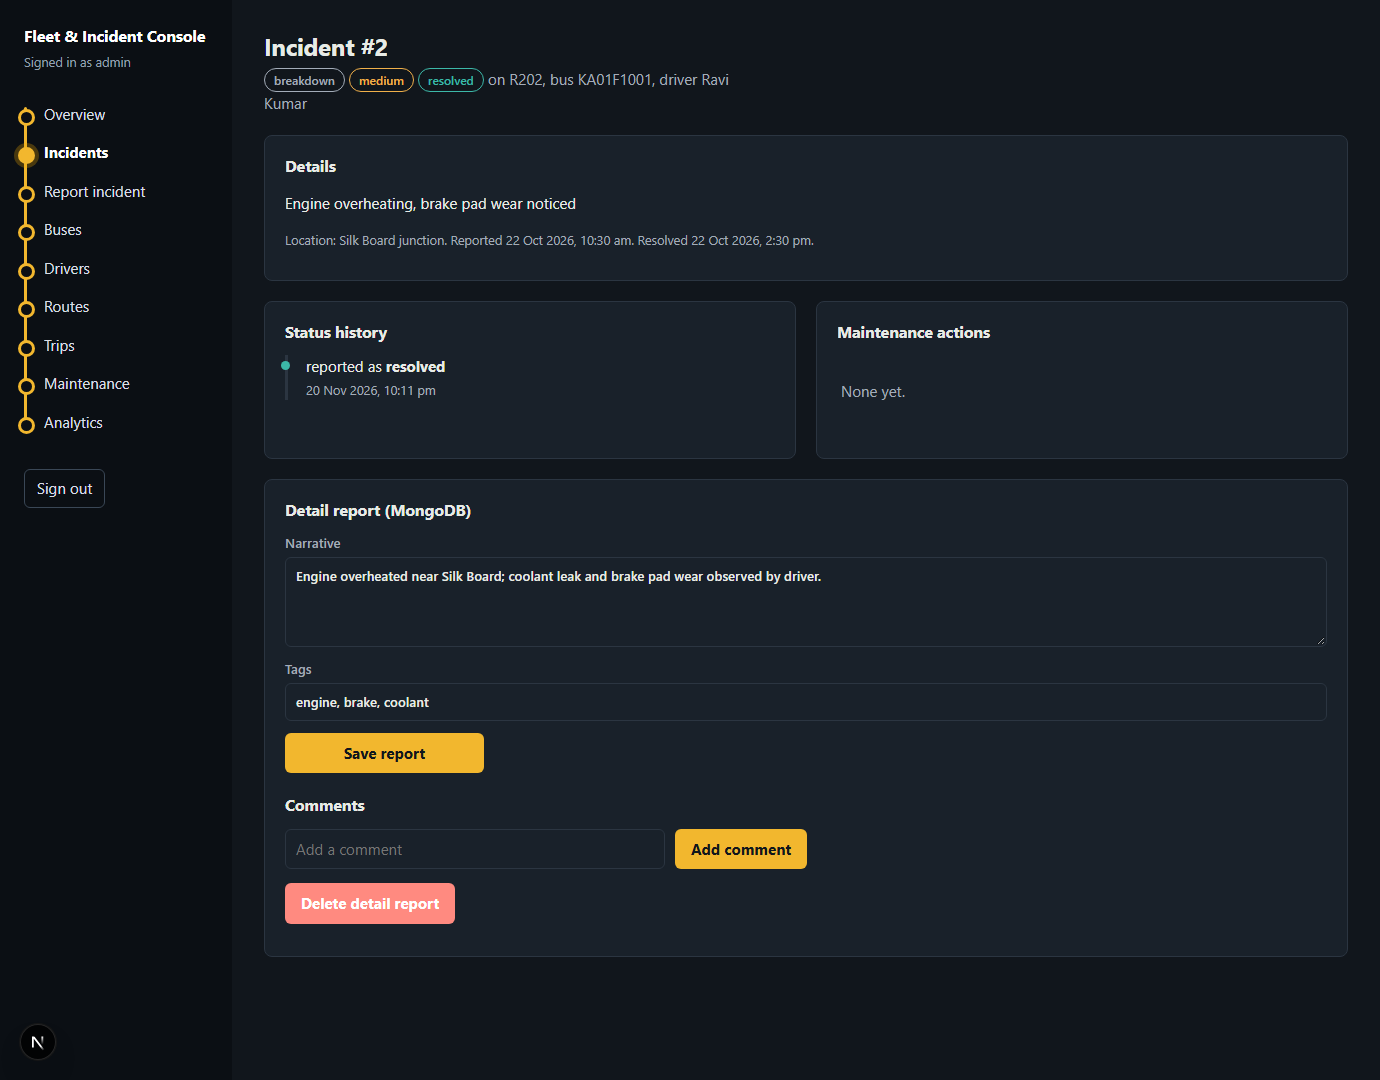 Fleet & Incident Console
Signed in as admin
Overview
Incidents
Report incident
Buses
Drivers
Routes
Trips
Maintenance
Analytics
Sign out
N
Incident #2
breakdown medium resolved on R202, bus KA01F1001, driver Ravi
Kumar
Details
Engine overheating, brake pad wear noticed
Location: Silk Board junction. Reported 22 Oct 2026, 10:30 am. Resolved 22 Oct 2026, 2:30 pm.
Status history
reported as resolved
20 Nov 2026, 10:11 pm
Maintenance actions
None yet.
Detail report (MongoDB)
Narrative
Engine overheated near Silk Board; coolant leak and brake pad wear observed by driver.
Tags
engine, brake, coolant
Save report
Comments
Add a comment
Add comment
Delete detail report